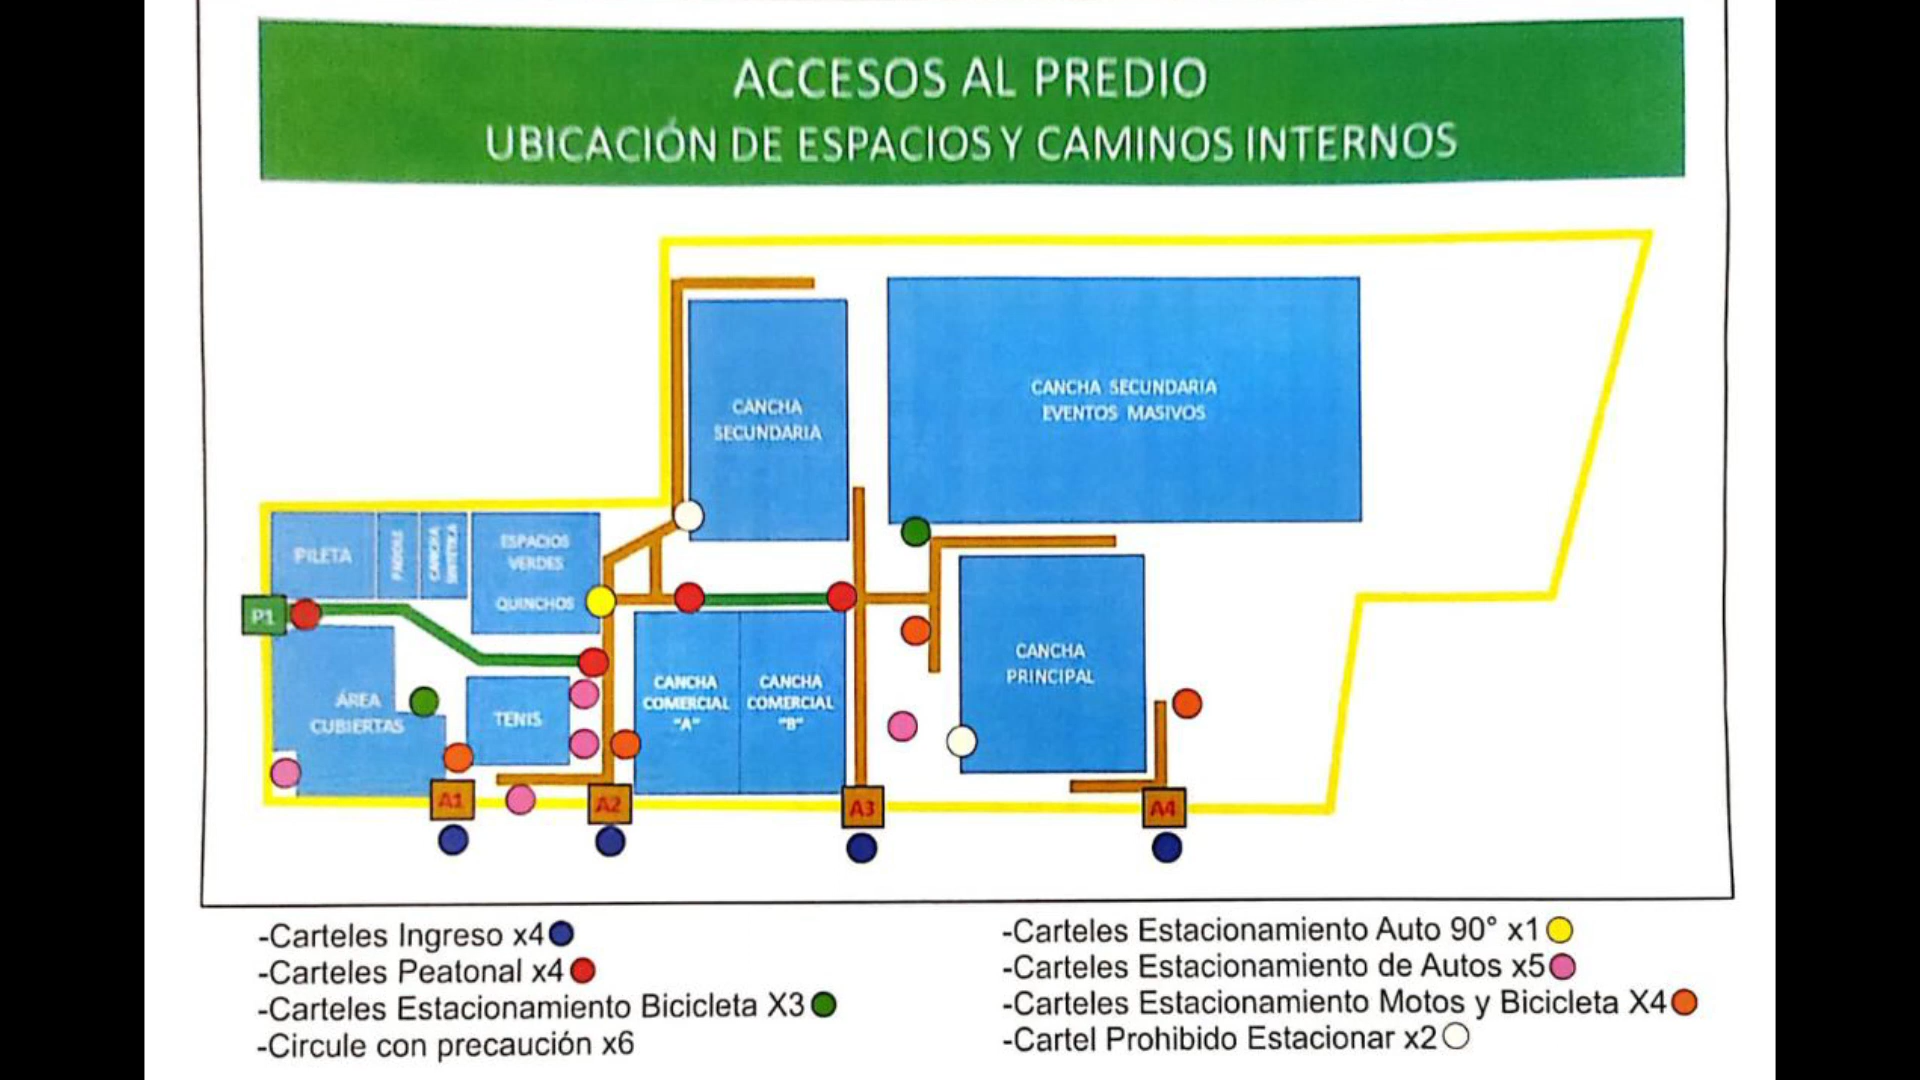 ACCESOS AL PREDIO
UBICACIÓN DE ESPACIOS Y CAMINOS INTERNOS
CANCHA
SECUNDARIA
CANCHA SECUNDARIA
EVENTOS MASIVOS
PILETA
PADDLE
CANCHA
SINTETICA
ESPACIOS
VERDES
QUINCHOS
P1
ÁREA
CUBIERTAS
TENIS
CANCHA
COMERCIAL
"A"
CANCHA
COMERCIAL
"B"
CANCHA
PRINCIPAL
A1
A2
A3
A4
-Carteles Ingreso x4
-Carteles Peatonal x4
-Carteles Estacionamiento Bicicleta X3
-Circule con precaución x6
-Carteles Estacionamiento Auto 90° x1
-Carteles Estacionamiento de Autos x5
-Carteles Estacionamiento Motos y Bicicleta X4
-Cartel Prohibido Estacionar x2